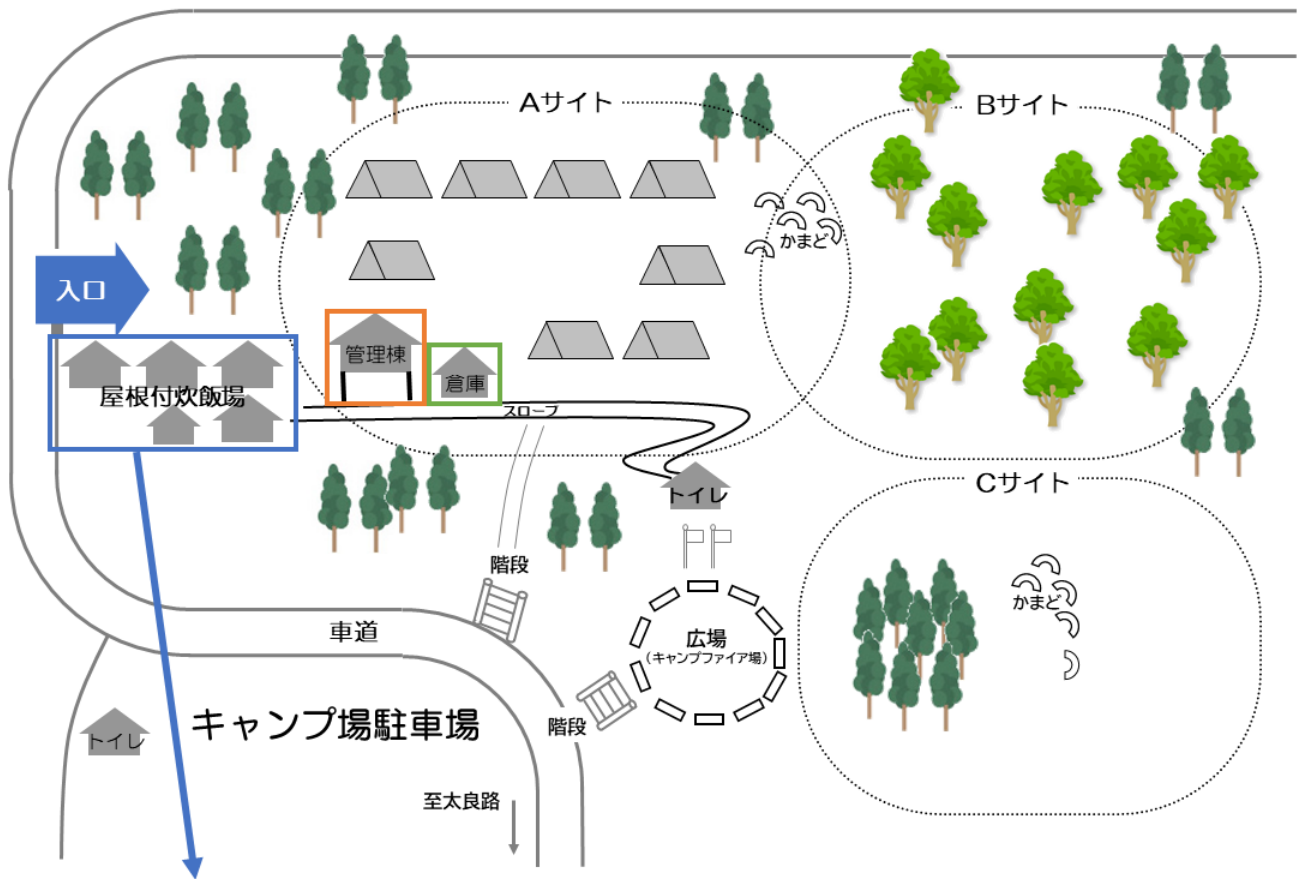 Aサイト
Bサイト
かまど
入口
管理棟
倉庫
屋根付炊飯場
スロープ
Cサイト
トイレ
階段
かまど
車道
広場
(キャンプファイア場)
階段
キャンプ場駐車場
トイレ
至太良路